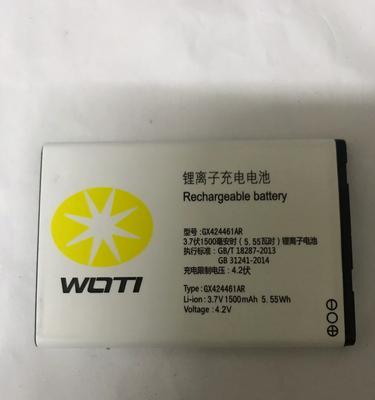 锂离子充电电池
Rechargeable battery
型号: GX424461AR
3.7伏1500毫安时(5.55瓦时)锂离子电池
执行标准: GB/T 18287-2013
GB 31241-2014
充电限制电压: 4.2伏
Type: GX424461AR
Li-ion: 3.7V 1500mAh 5.55Wh
Voltage: 4.2V
WOTI